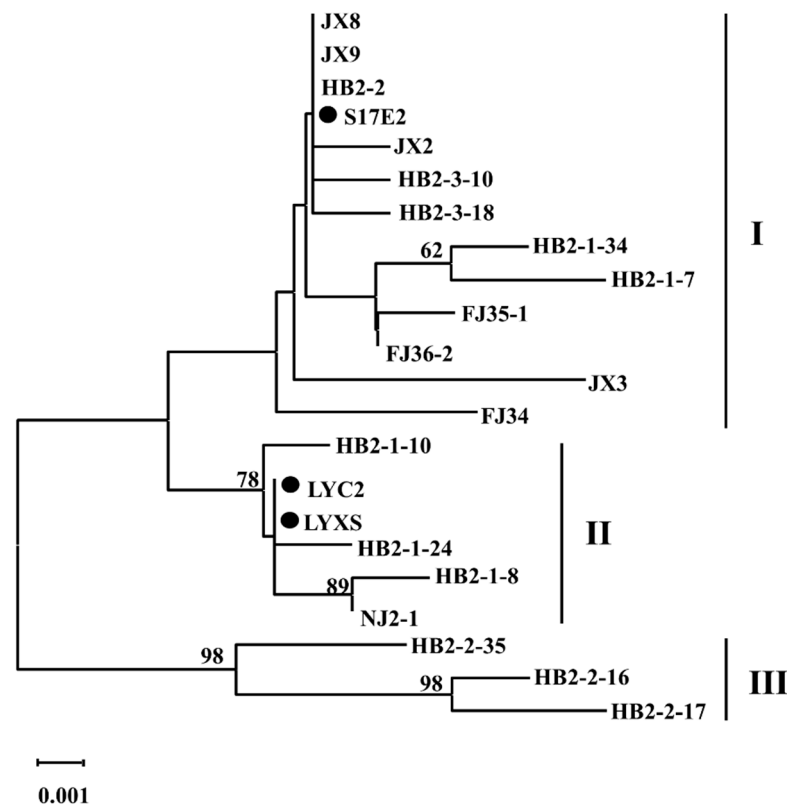 JX8
JX9
HB2-2
S17E2
JX2
HB2-3-10
HB2-3-18
I
62
HB2-1-34
HB2-1-7
FJ35-1
FJ36-2
JX3
FJ34
HB2-1-10
78
LYC2
LYXS
II
HB2-1-24
89
HB2-1-8
NJ2-1
HB2-2-35
98
HB2-2-16
98
III
HB2-2-17
0.001